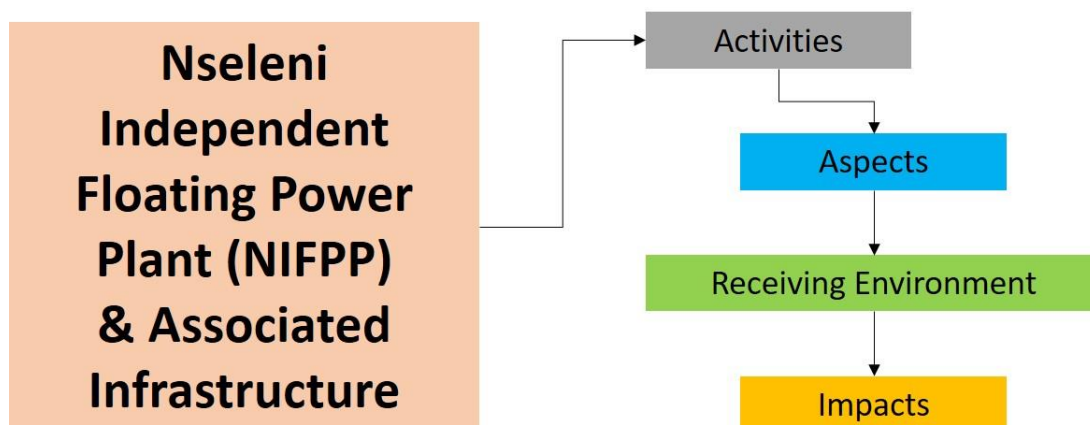 Nseleni
Independent
Floating Power
Plant (NIFPP)
& Associated
Infrastructure
Activities
Aspects
Receiving Environment
Impacts